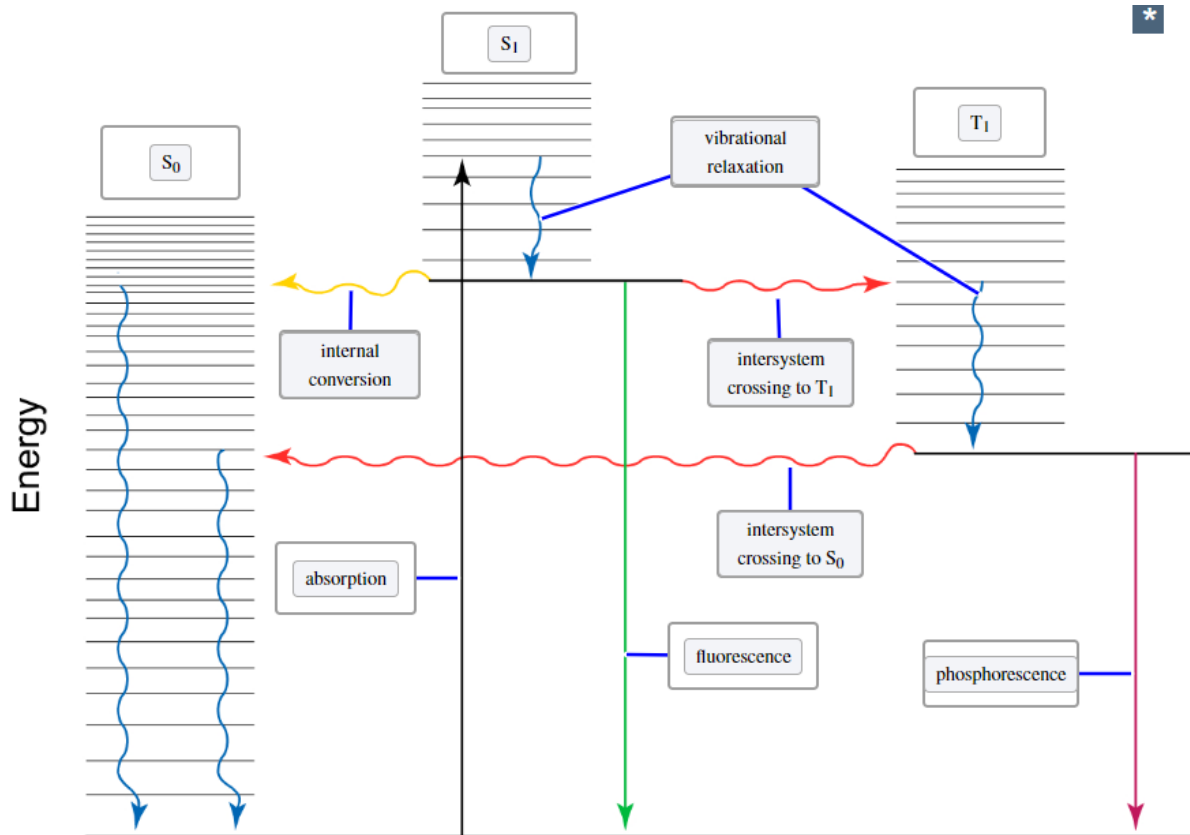 *
S₁
vibrational
relaxation
T₁
S₀
internal
conversion
intersystem
crossing to T₁
Energy
intersystem
crossing to S₀
absorption
fluorescence
phosphorescence